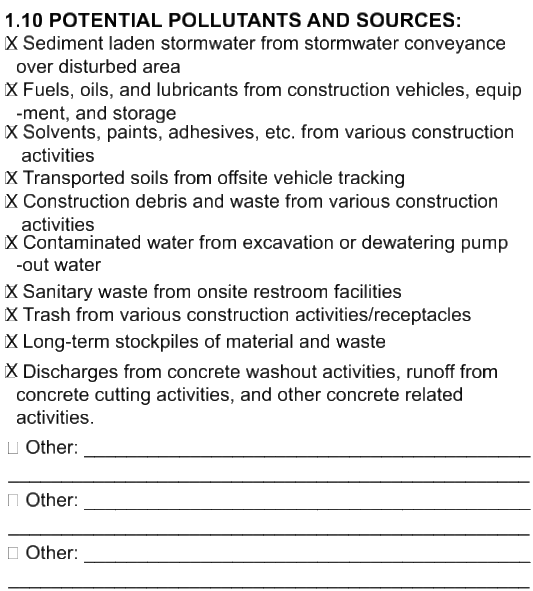 1.10 POTENTIAL POLLUTANTS AND SOURCES:
X Sediment laden stormwater from stormwater conveyance
over disturbed area
X Fuels, oils, and lubricants from construction vehicles, equip
-ment, and storage
X Solvents, paints, adhesives, etc. from various construction
activities
X Transported soils from offsite vehicle tracking
X Construction debris and waste from various construction
activities
X Contaminated water from excavation or dewatering pump
-out water
X Sanitary waste from onsite restroom facilities
X Trash from various construction activities/receptacles
X Long-term stockpiles of material and waste
X Discharges from concrete washout activities, runoff from
concrete cutting activities, and other concrete related
activities.
☐ Other: ____________________
☐ Other: ____________________
☐ Other: ____________________